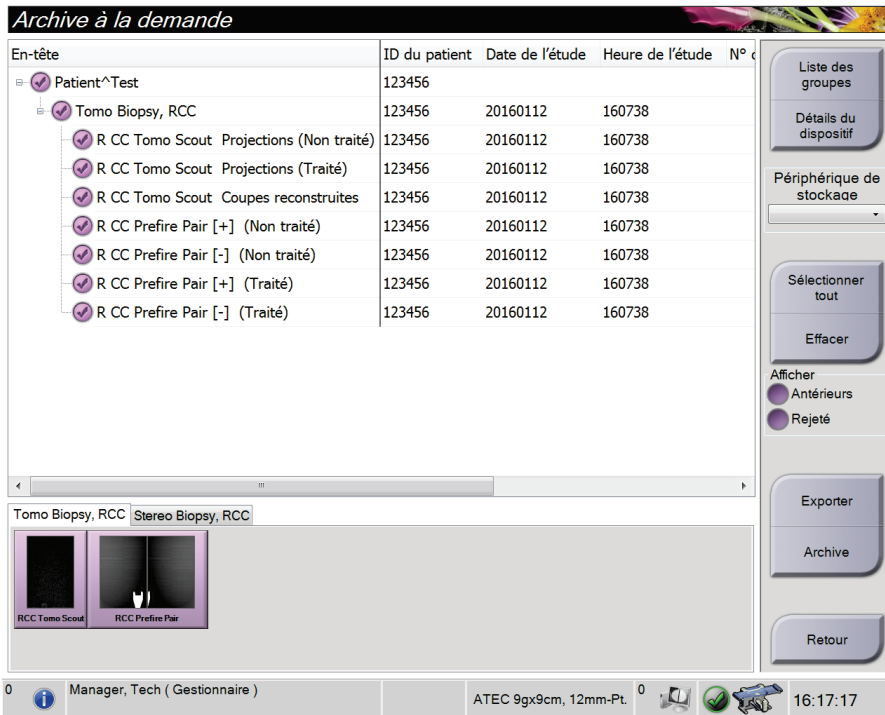 Archive à la demande
En-tête ID du patient Date de l'étude Heure de l'étude N°
Patient^Test 123456
Tomo Biopsy, RCC 123456 20160112 160738
R CC Tomo Scout Projections (Non traité) 123456 20160112 160738
R CC Tomo Scout Projections (Traité) 123456 20160112 160738
R CC Tomo Scout Coupes reconstruites 123456 20160112 160738
R CC Prefire Pair [+] (Non traité) 123456 20160112 160738
R CC Prefire Pair [-] (Non traité) 123456 20160112 160738
R CC Prefire Pair [+] (Traité) 123456 20160112 160738
R CC Prefire Pair [-] (Traité) 123456 20160112 160738
Liste des
groupes
Détails du
dispositif
Périphérique de
stockage
Sélectionner
tout
Effacer
Afficher
Antérieurs
Rejeté
Exporter
Archive
Retour
Tomo Biopsy, RCC Stereo Biopsy, RCC
RCC Tomo Scout RCC Prefire Pair
0 Manager, Tech ( Gestionnaire ) ATEC 9gx9cm, 12mm-Pt. 0 16:17:17